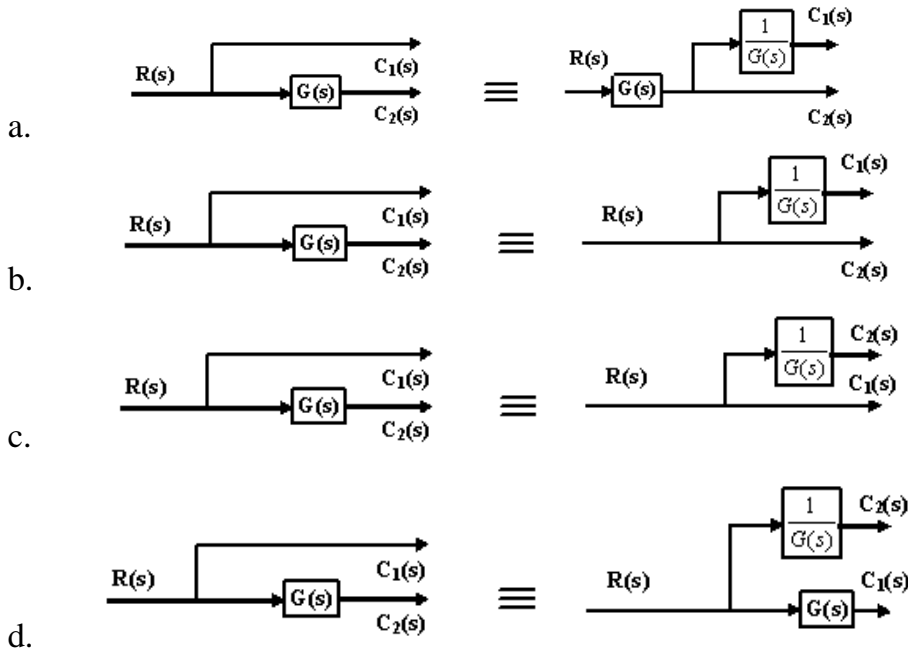 C₁(s)
1
G(s)
R(s) C₁(s) R(s)
G(s) ≡ G(s)
C₂(s) C₂(s)
a.
C₁(s)
1
G(s)
R(s) C₁(s) R(s)
G(s) ≡
C₂(s) C₂(s)
b.
C₂(s)
1
G(s)
R(s) C₁(s) R(s) C₁(s)
G(s) ≡
C₂(s)
c.
C₂(s)
1
G(s)
R(s) C₁(s) R(s) C₁(s)
G(s) ≡ G(s)
C₂(s)
d.